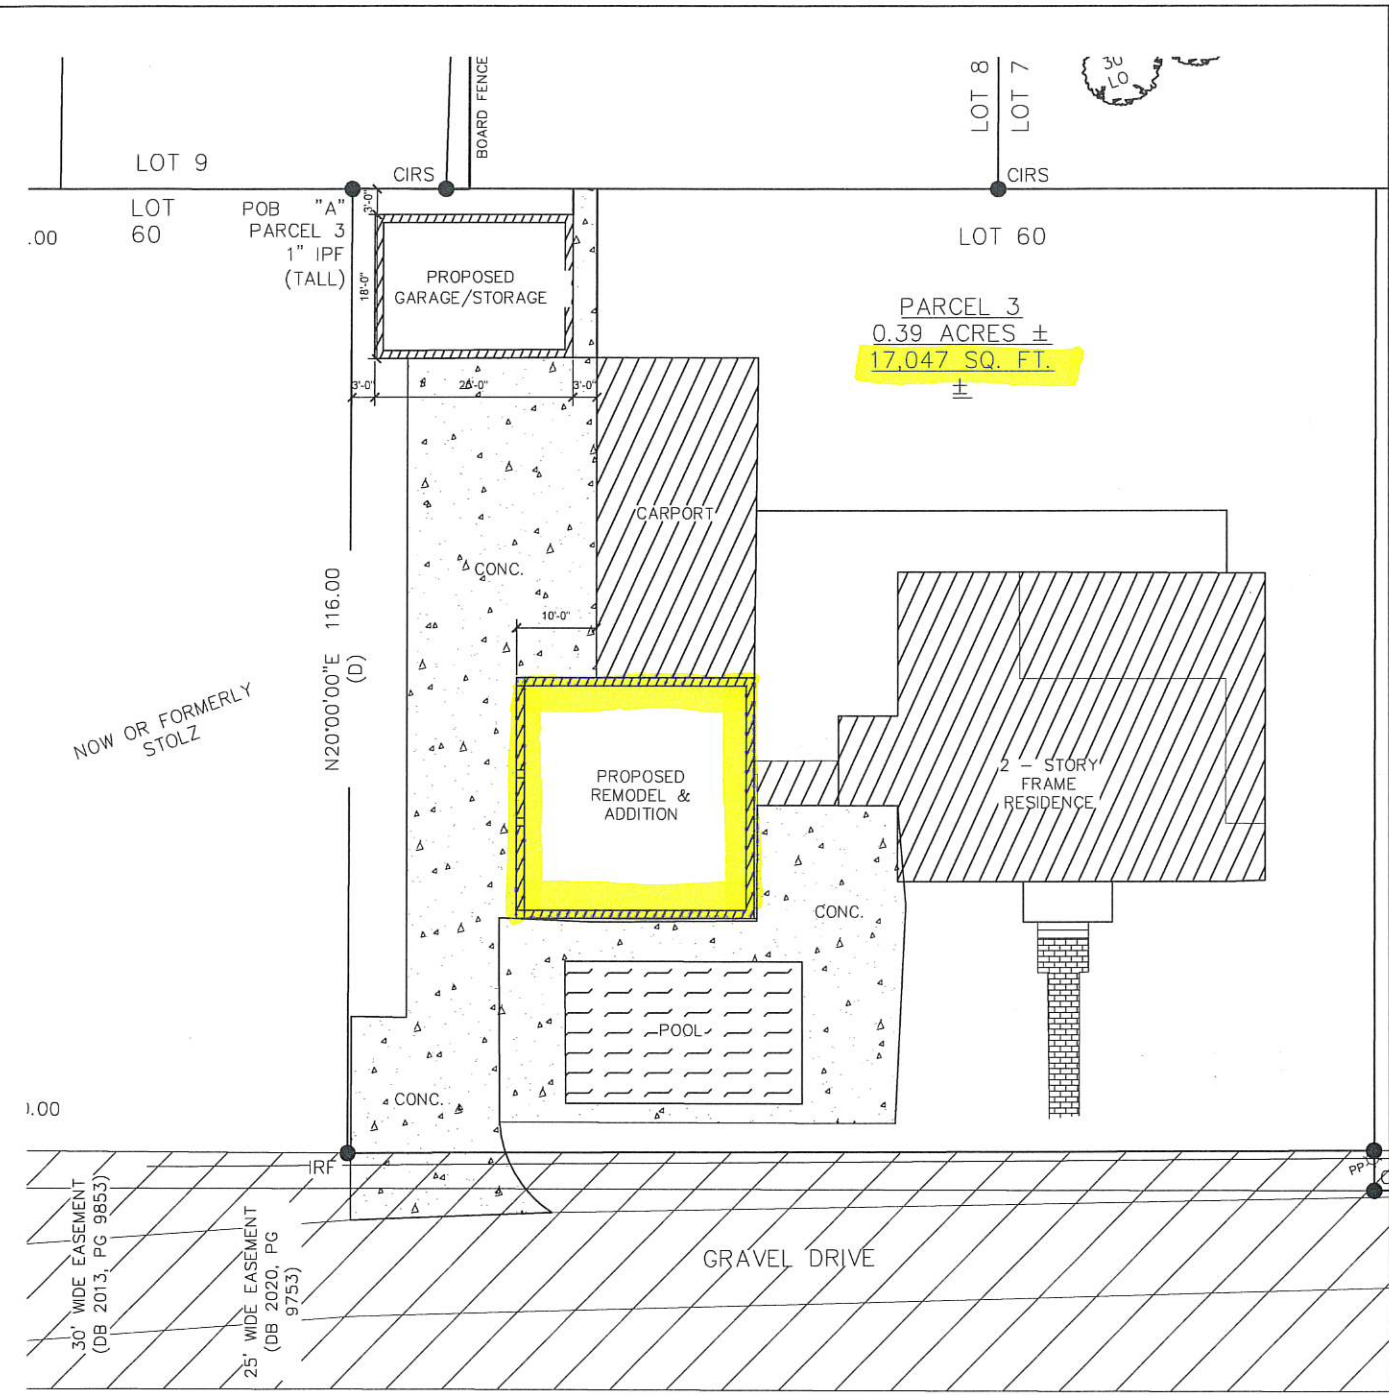 BOARD FENCE
LOT 8
LOT 7
30
LO
LOT 9
CIRS
CIRS
LOT
60
.00
POB "A"
PARCEL 3
1" IPF
(TALL)
3'-0"
18'-0"
PROPOSED
GARAGE/STORAGE
LOT 60
PARCEL 3
0.39 ACRES ±
17,047 SQ. FT.
±
3'-0"
3'-0"
CARPORT
CONC.
10'-0"
N20°00'00"E 116.00
(D)
NOW OR FORMERLY
STOLZ
PROPOSED
REMODEL &
ADDITION
2 - STORY
FRAME
RESIDENCE
CONC.
POOL
CONC.
IRF
PP
30' WIDE EASEMENT
(DB 2013, PG 9853)
25' WIDE EASEMENT
(DB 2020, PG
9753)
GRAVEL DRIVE